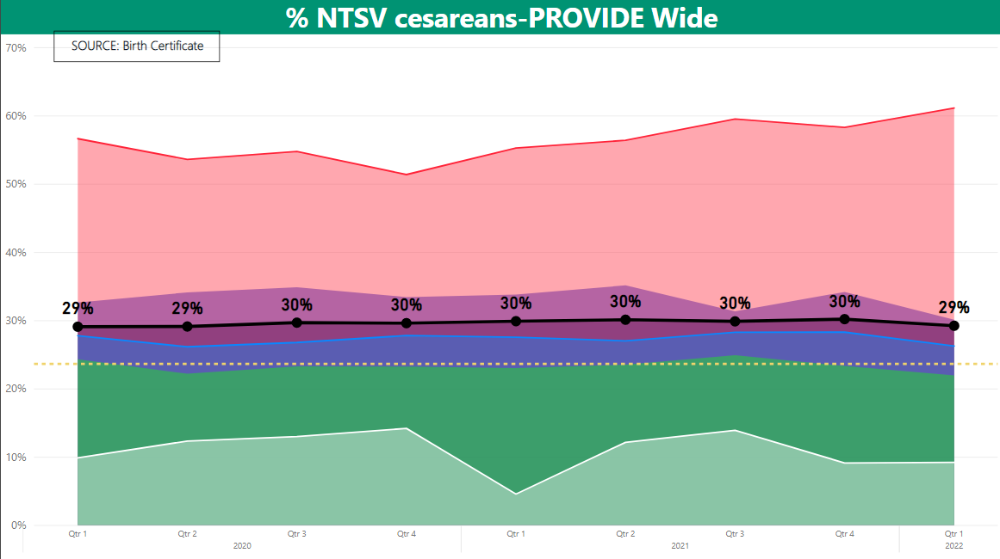 % NTSV cesareans-PROVIDE Wide
SOURCE: Birth Certificate
70%
60%
50%
40%
30%
20%
10%
0%
29%
29%
30%
30%
30%
30%
30%
30%
29%
Qtr 1
Qtr 2
Qtr 3
Qtr 4
Qtr 1
Qtr 2
Qtr 3
Qtr 4
Qtr 1
2020
2021
2022